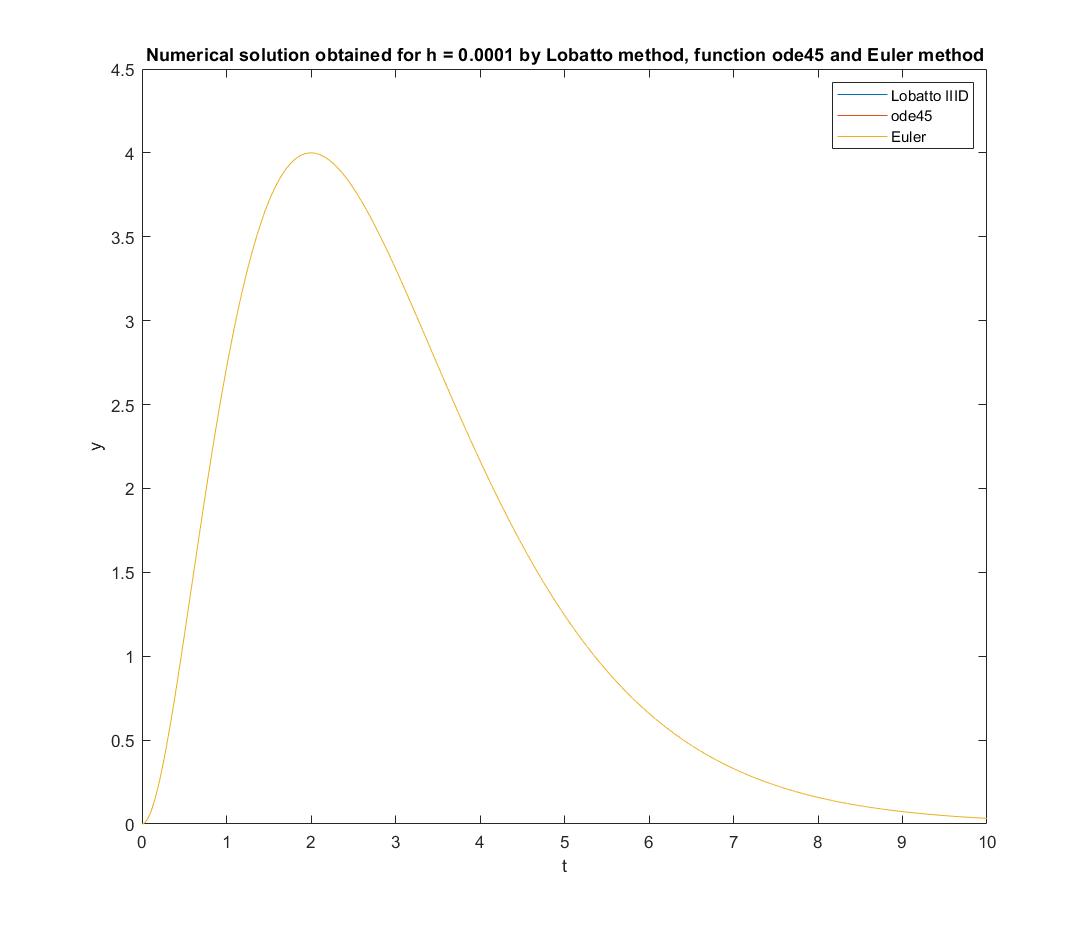 Numerical solution obtained for h = 0.0001 by Lobatto method, function ode45 and Euler method
4.5
4
3.5
3
2.5
2
1.5
1
0.5
0
y
Lobatto IIID
ode45
Euler
0 1 2 3 4 5 6 7 8 9 10
t